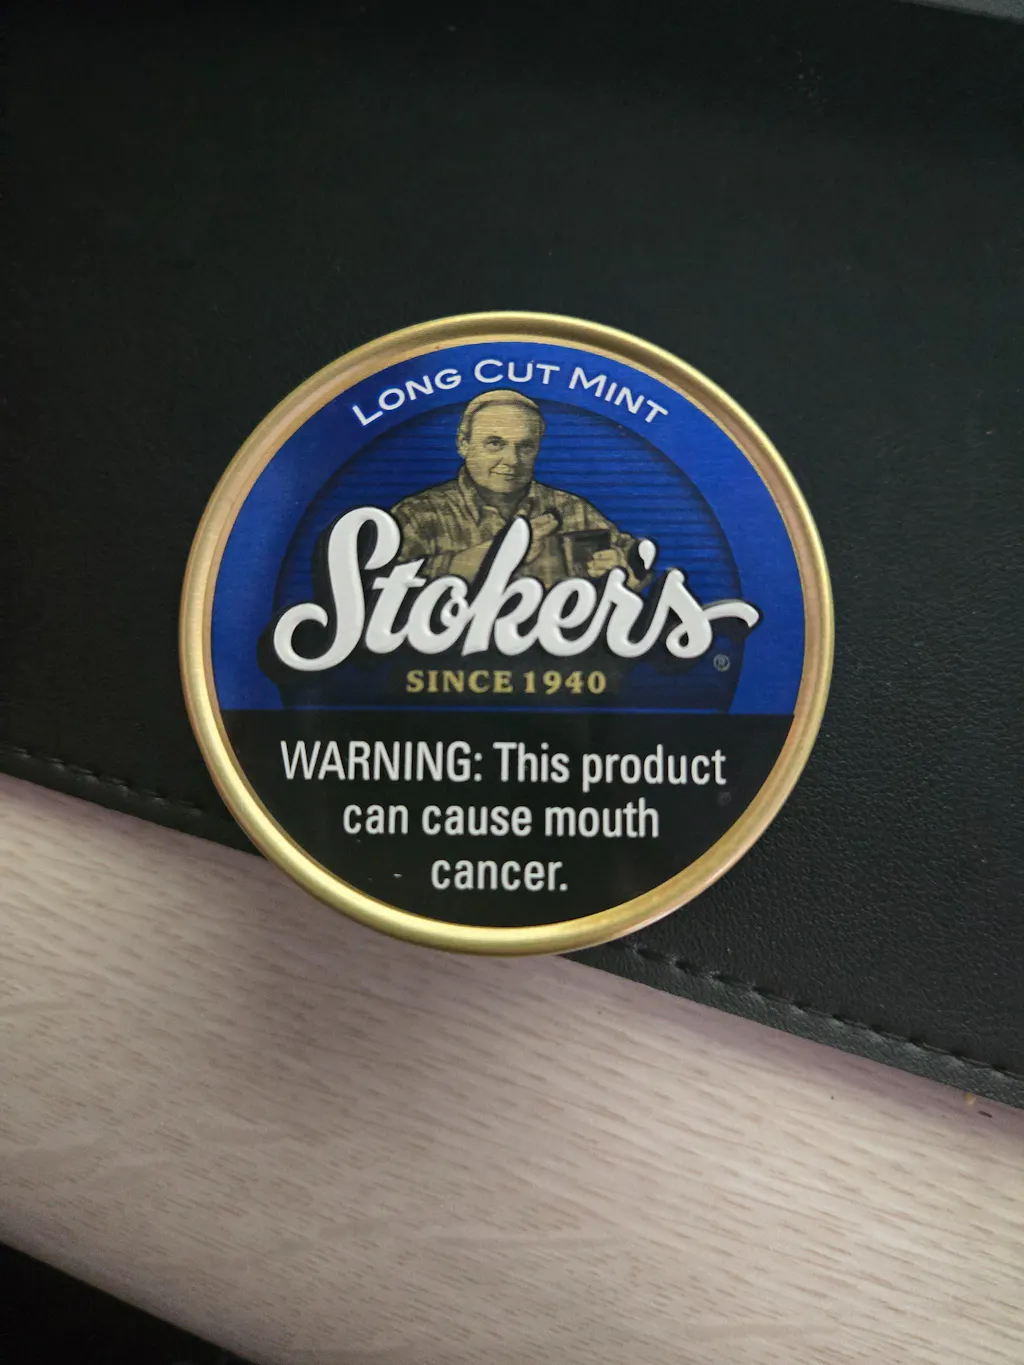 LONG CUT MINT
Stoker's®
SINCE 1940
WARNING: This product
can cause mouth
cancer.